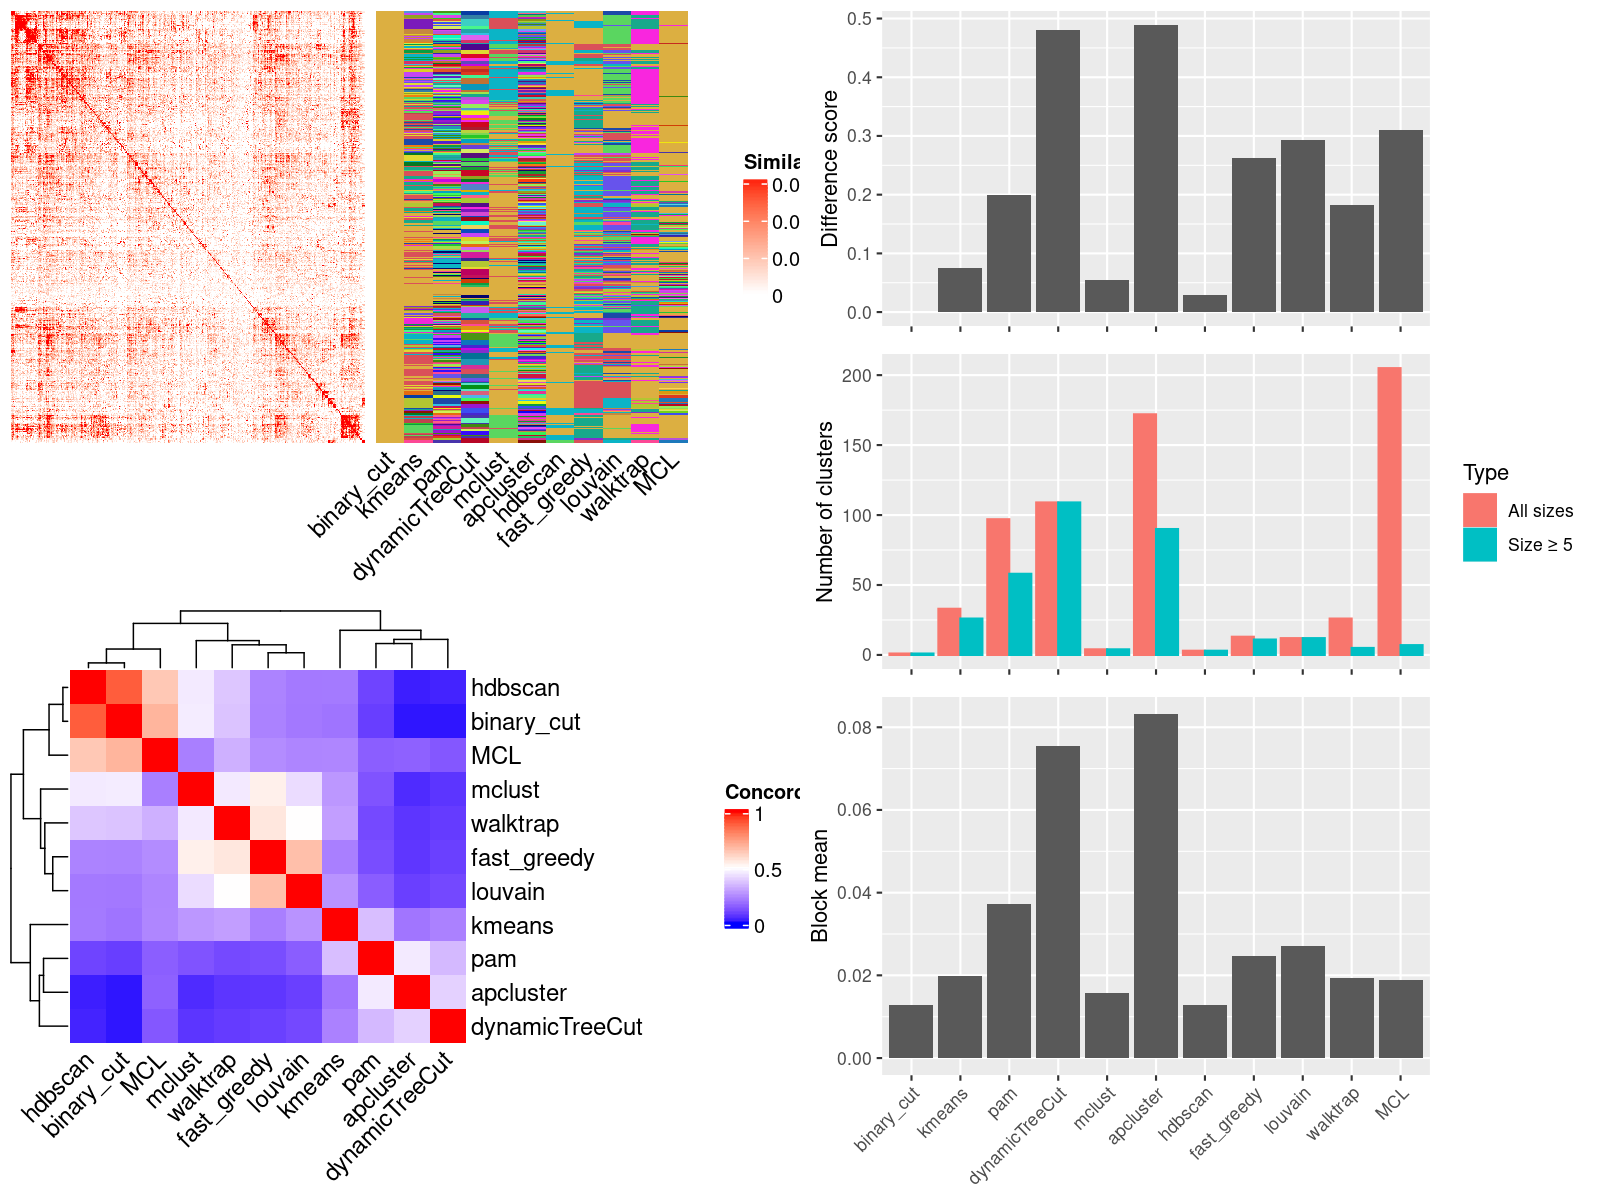 Simila
0.0
0.0
0.0
0
binary_cut
kmeans
pam
dynamicTreeCut
mclust
apcluster
hdbscan
fast_greedy
louvain
walktrap
MCL
hdbscan
binary_cut
MCL
mclust
walktrap
fast_greedy
louvain
kmeans
pam
apcluster
dynamicTreeCut
hdbscan
binary_cut
MCL
mclust
walktrap
fast_greedy
louvain
kmeans
pam
apcluster
dynamicTreeCut
Concord
1
0.5
0
Difference score
0.5
0.4
0.3
0.2
0.1
0.0
Number of clusters
200
150
100
50
0
Type
All sizes
Size ≥ 5
Block mean
0.08
0.06
0.04
0.02
0.00
binary_cut
kmeans
pam
dynamicTreeCut
mclust
apcluster
hdbscan
fast_greedy
louvain
walktrap
MCL